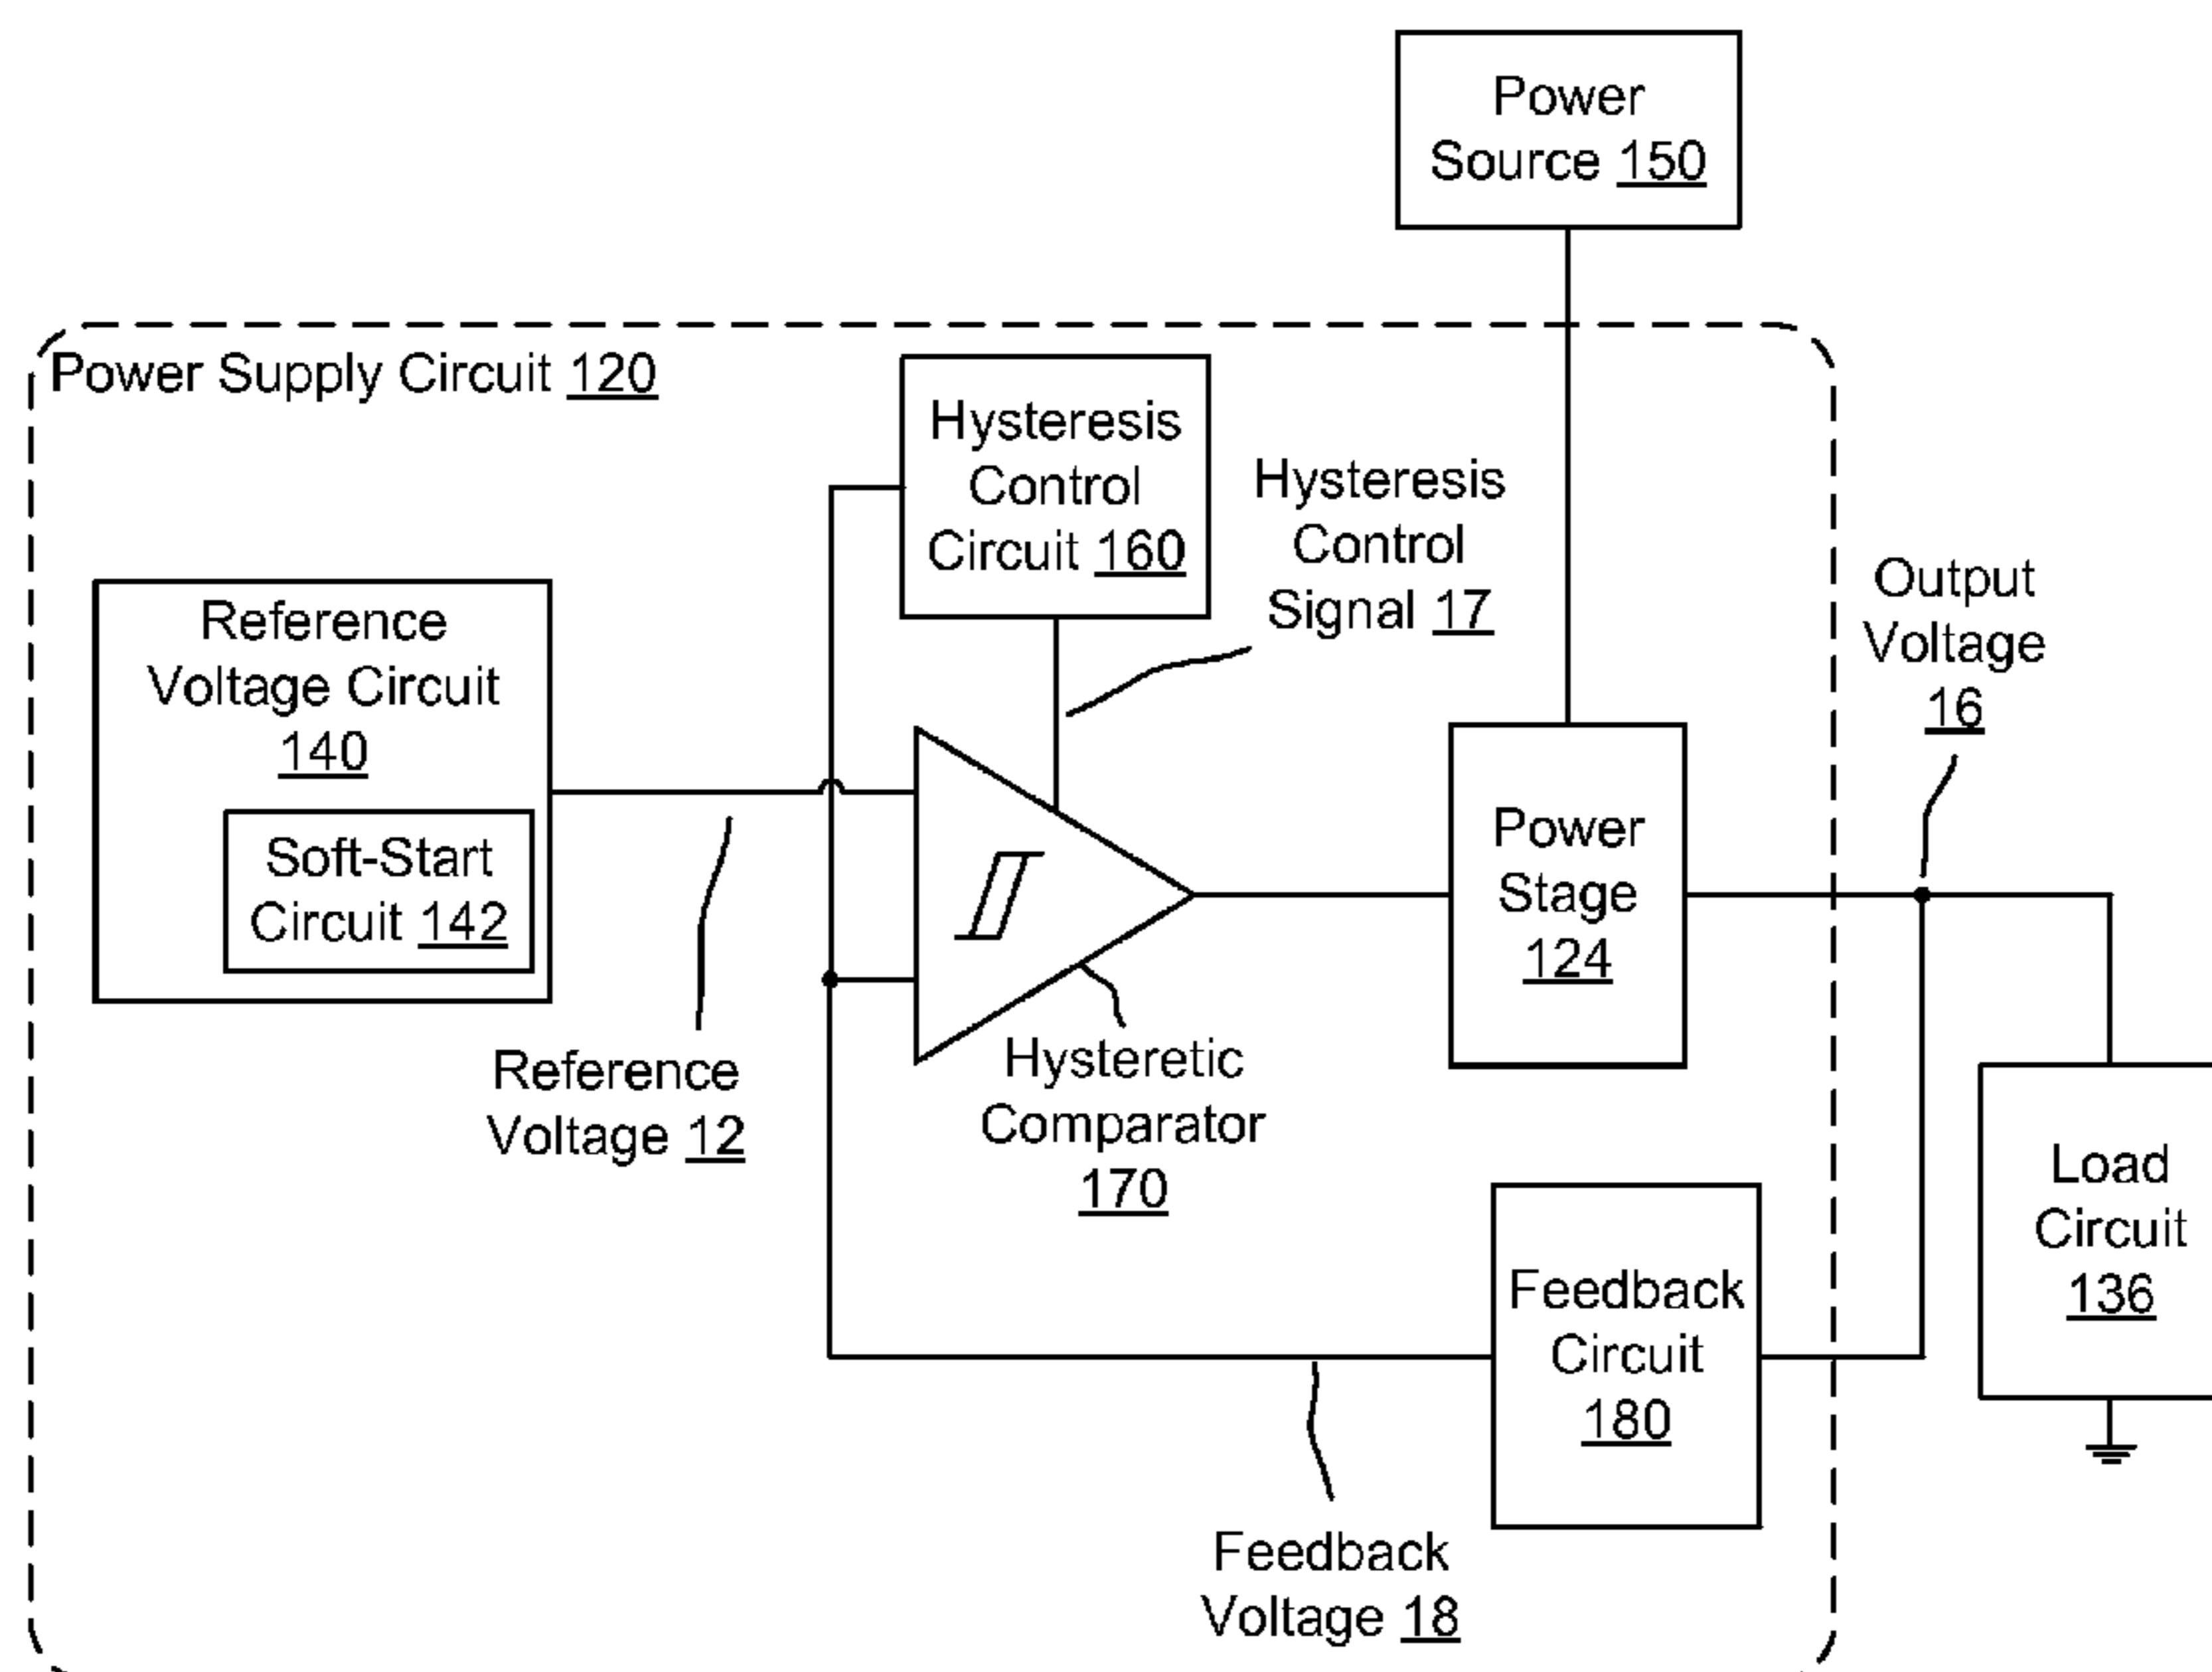 Power
Source 150
Power Supply Circuit 120
Hysteresis
Control
Circuit 160
Hysteresis
Control
Signal 17
Output
Voltage
16
Reference
Voltage Circuit
140
Soft-Start
Circuit 142
Power
Stage
124
Reference
Voltage 12
Hysteretic
Comparator
170
Load
Circuit
136
Feedback
Circuit
180
Feedback
Voltage 18